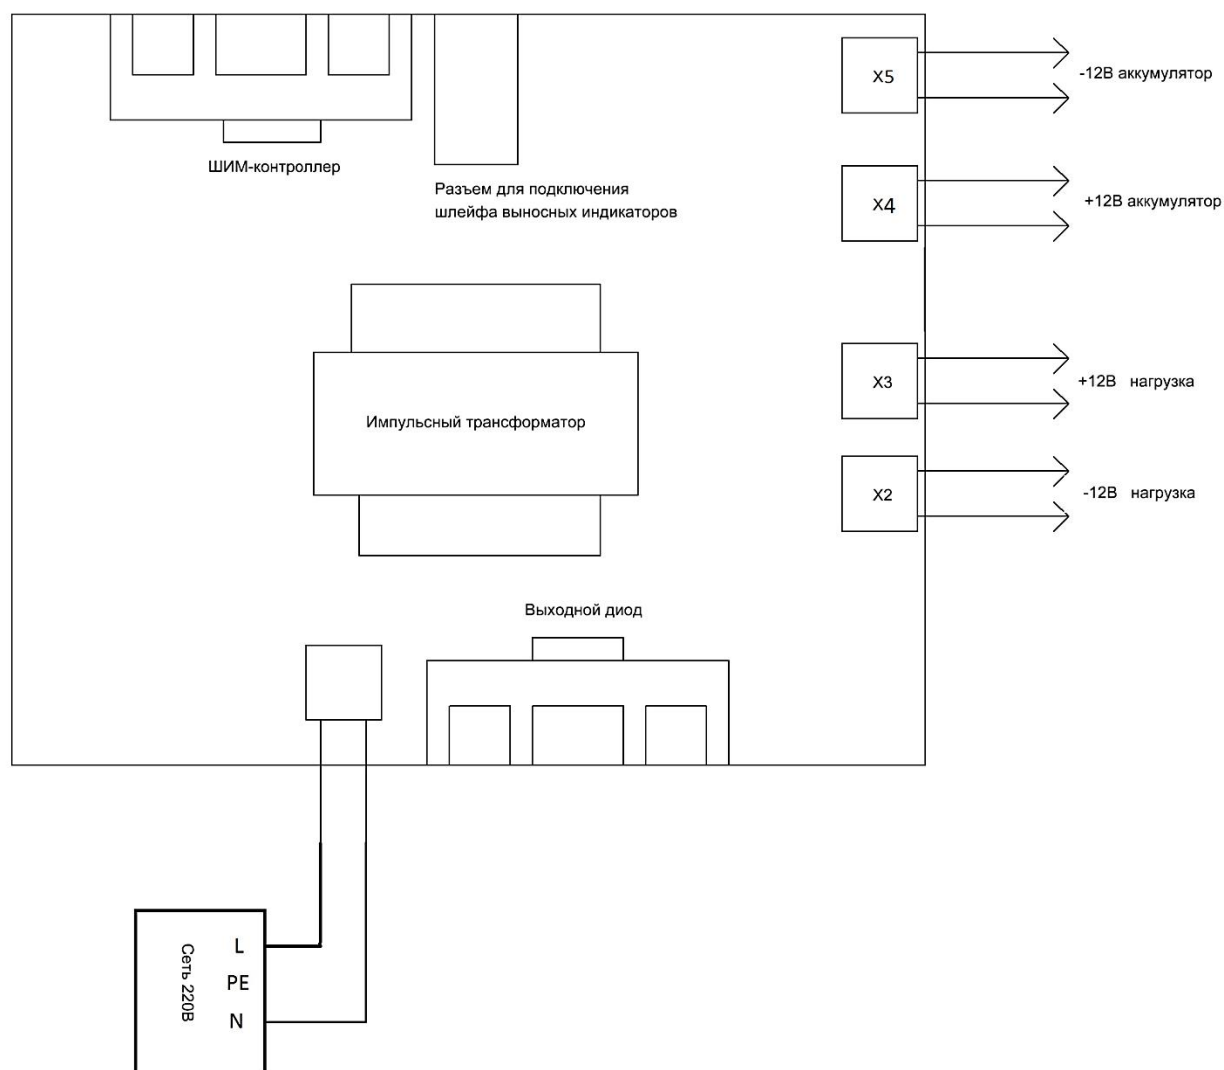 X5
-12В аккумулятор
ШИМ-контроллер
Разъем для подключения
шлейфа выносных индикаторов
X4
+12В аккумулятор
X3
+12В нагрузка
Импульсный трансформатор
X2
-12В нагрузка
Выходной диод
Сеть 220В
L
PE
N